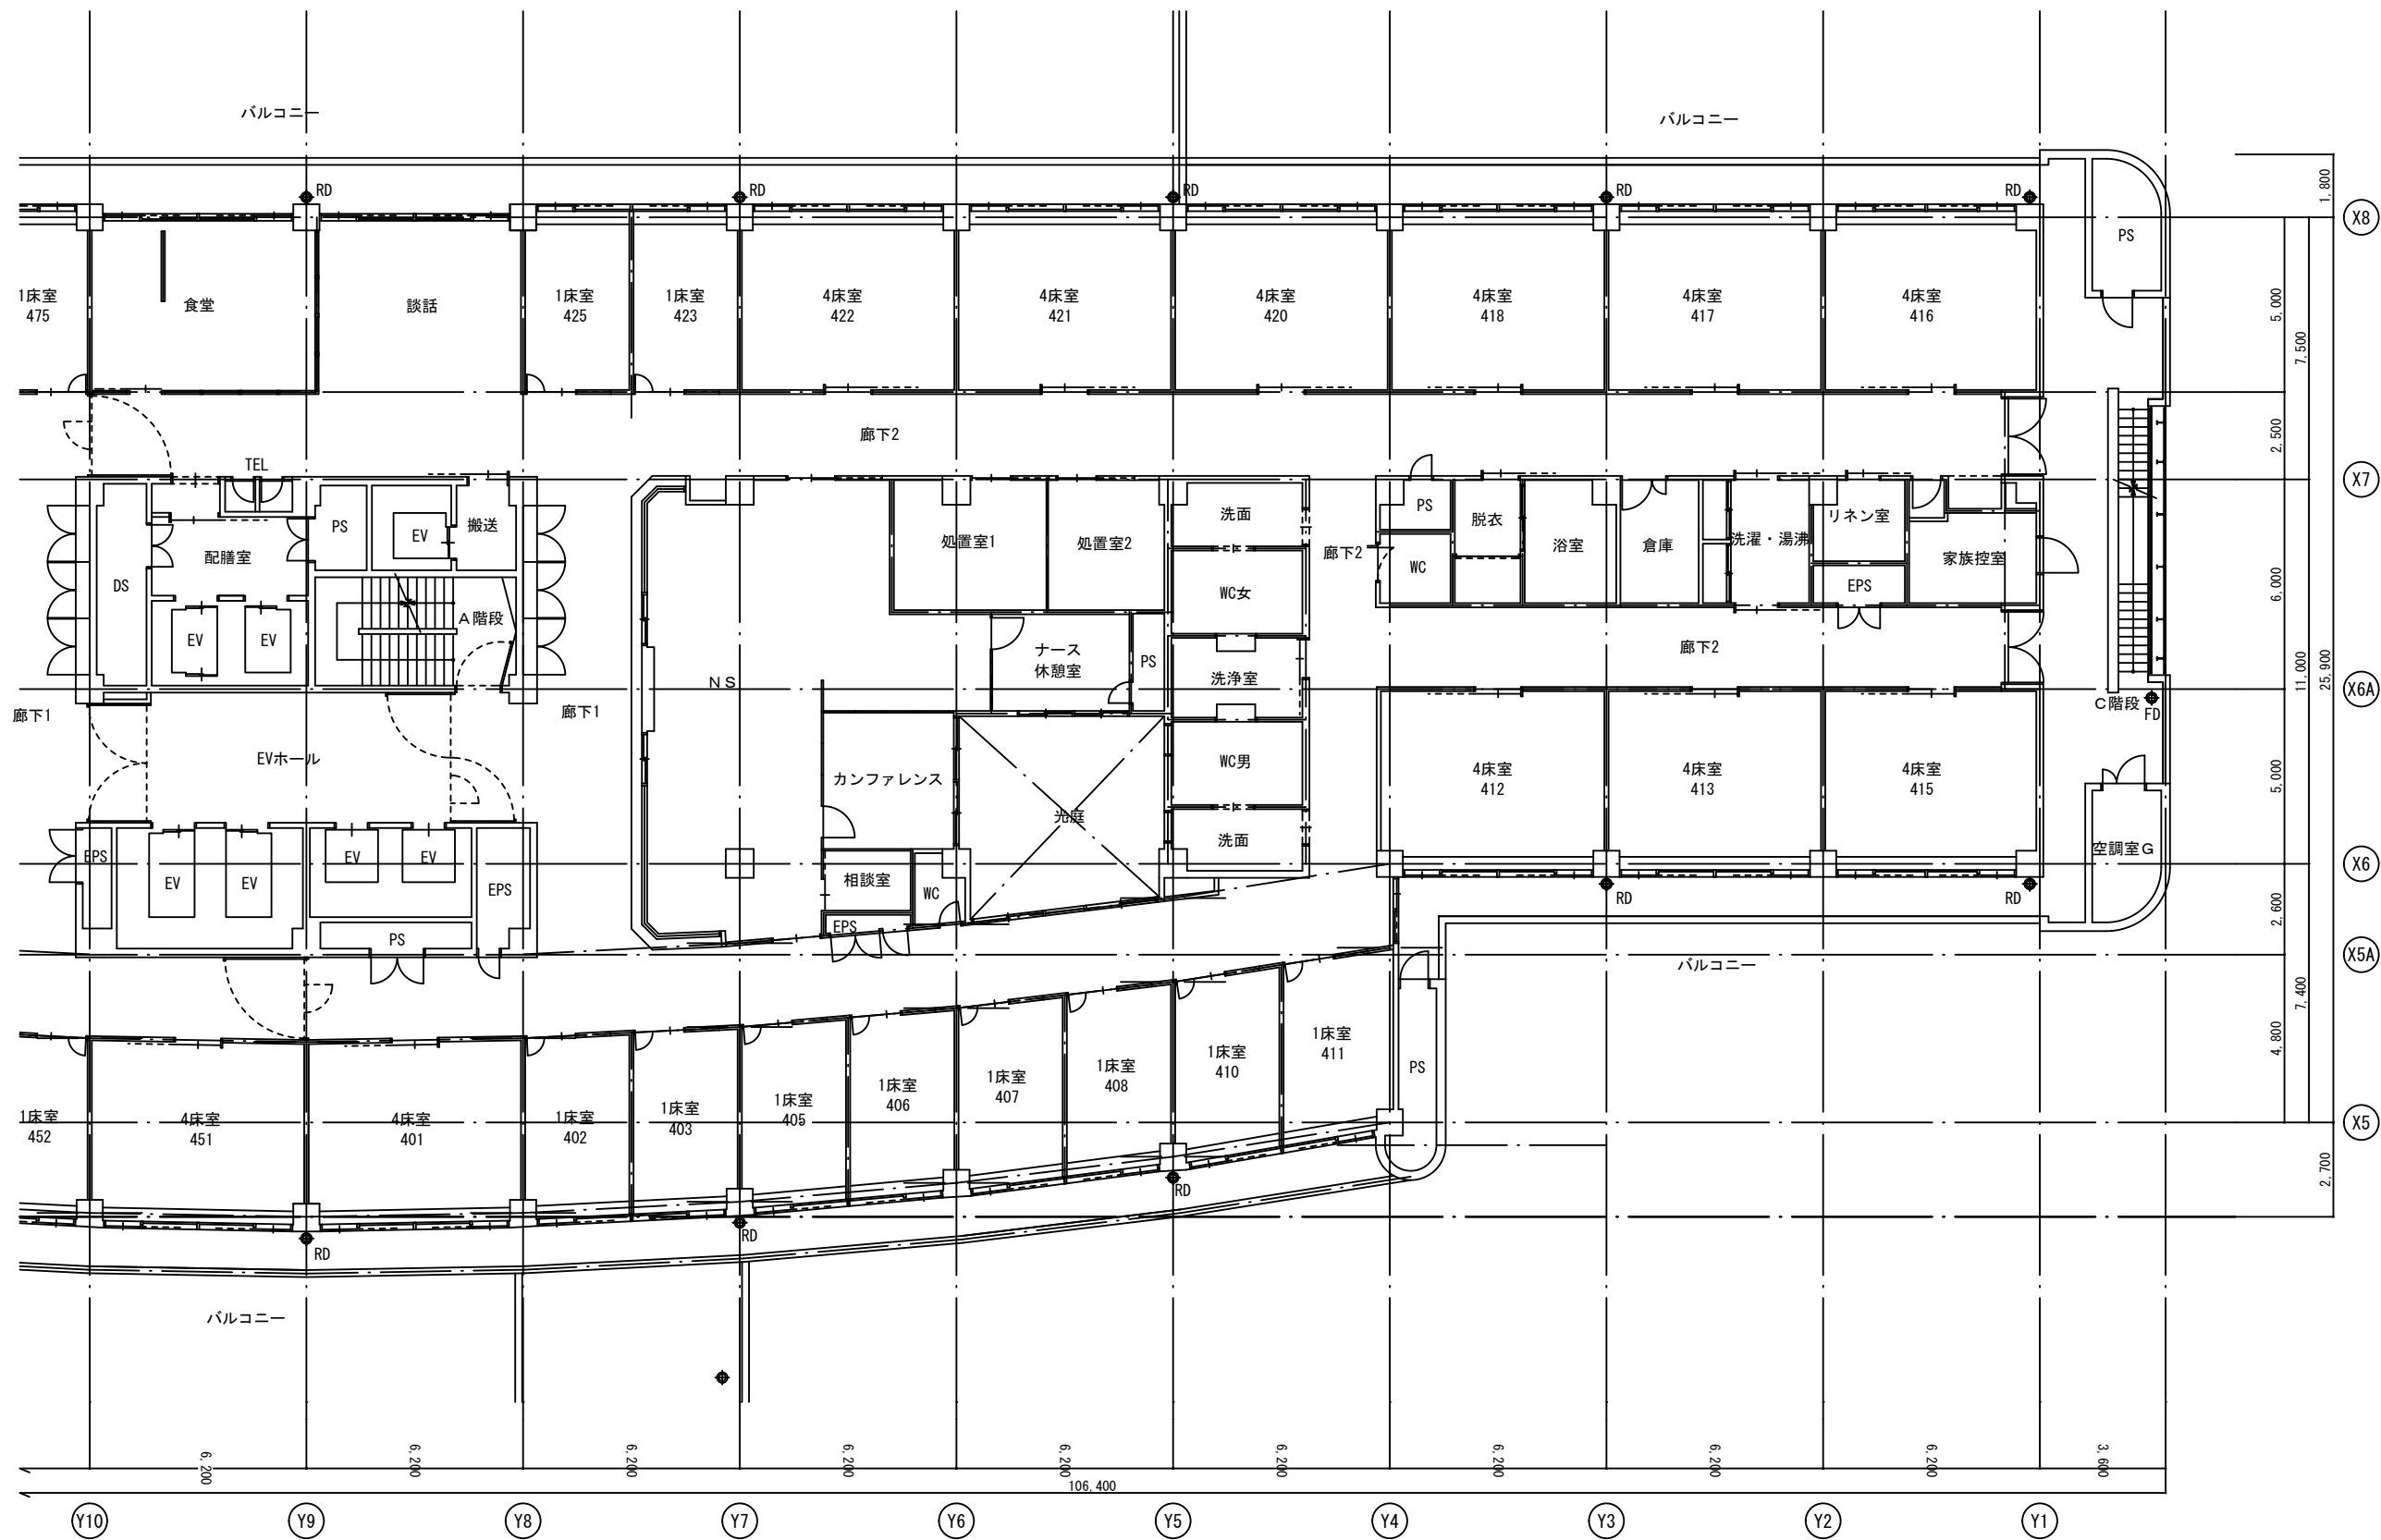 バルコニー
バルコニー
RD
RD
RD
RD
RD
1,800
X8
PS
1床室
475
食堂
談話
1床室
425
1床室
423
4床室
422
4床室
421
4床室
420
4床室
418
4床室
417
4床室
416
5,000
7,500
廊下2
2,500
TEL
X7
DS
配膳室
PS
EV
搬送
処置室1
処置室2
洗面
廊下2
PS
脱衣
浴室
倉庫
洗濯・湯沸
リネン室
家族控室
WC
EPS
6,000
EV
EV
A階段
WC女
ナース
休憩室
PS
洗浄室
廊下2
11,000
25,900
NS
X6A
廊下1
廊下1
C階段
FD
EVホール
カンファレンス
光庭
WC男
4床室
412
4床室
413
4床室
415
5,000
洗面
空調室G
EPS
EV
EV
EV
EV
EPS
相談室
WC
X6
RD
RD
EPS
PS
2,600
X5A
バルコニー
7,400
4,800
1床室
452
4床室
451
4床室
401
1床室
402
1床室
403
1床室
405
1床室
406
1床室
407
1床室
408
1床室
410
1床室
411
PS
X5
2,700
RD
RD
RD
バルコニー
6,200
6,200
6,200
6,200
6,200
6,200
6,200
6,200
6,200
3,600
106,400
Y10
Y9
Y8
Y7
Y6
Y5
Y4
Y3
Y2
Y1